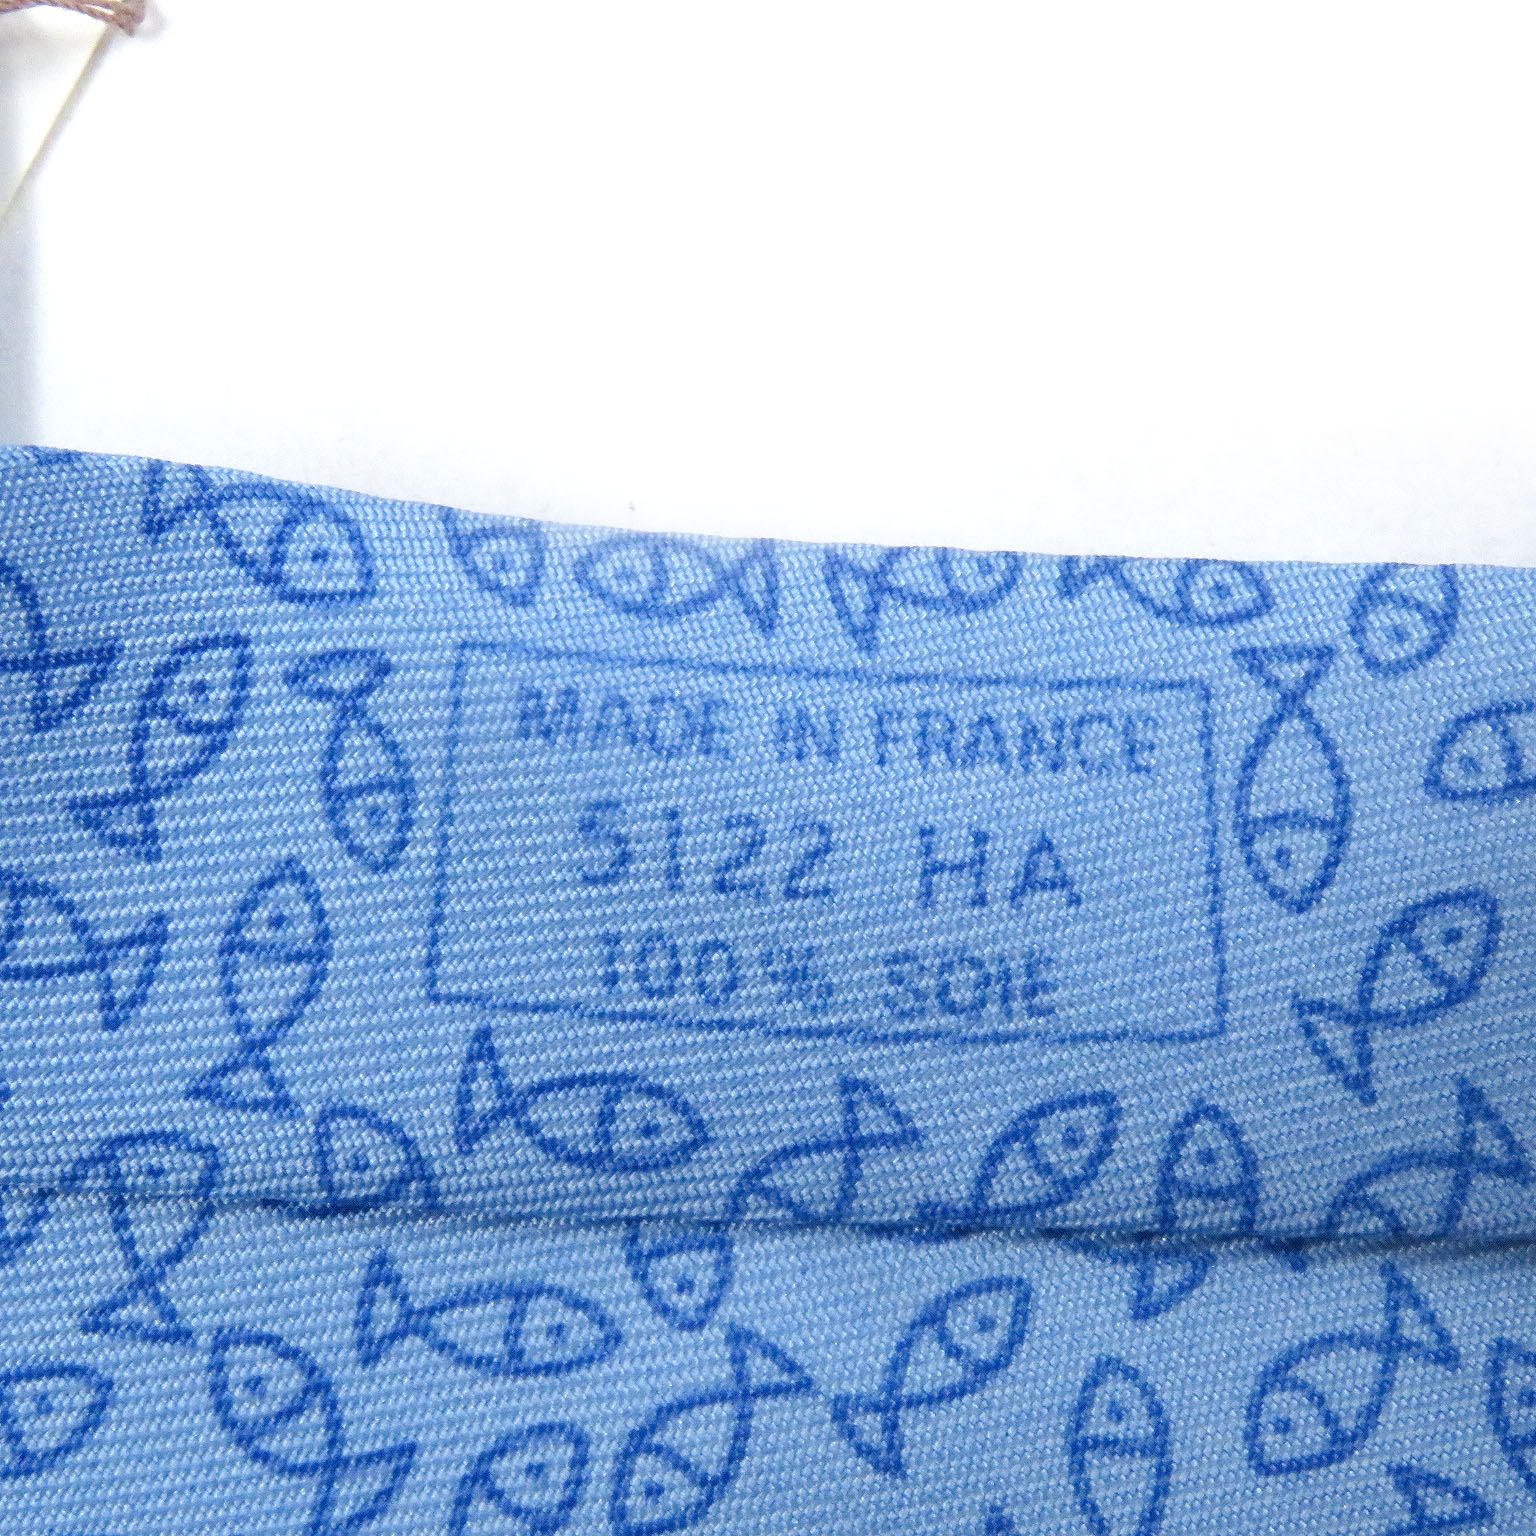 MADE IN FRANCE
5122 HA
100% SOIE